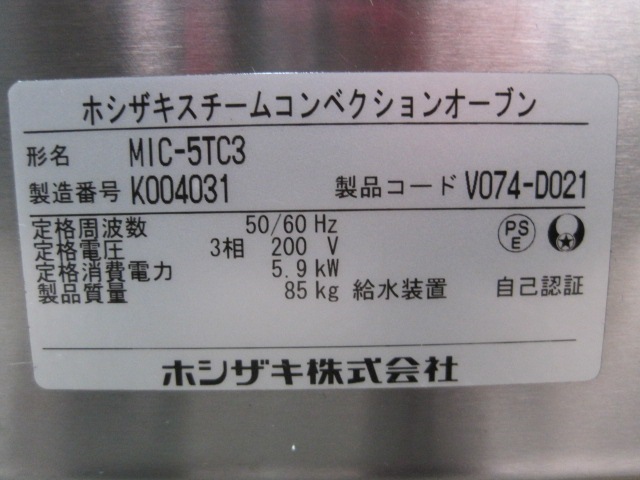 ホシザキスチームコンベクションオーブン
形名 MIC-5TC3
製造番号 K004031 製品コード V074-D021
定格周波数 50/60 Hz
定格電圧 3相 200 V
定格消費電力 5.9 kW
製品質量 85 kg 給水装置 自己認証
PS
E
ホシザキ株式会社